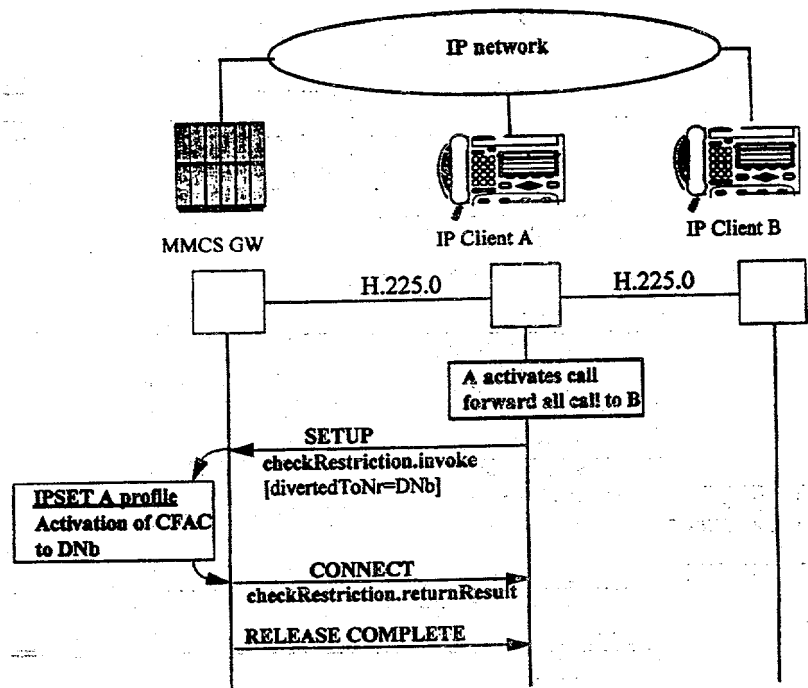 IP network
MMCS GW
IP Client A
IP Client B
H.225.0
H.225.0
A activates call
forward all call to B
SETUP
checkRestriction.invoke
[divertedToNr=DNb]
IPSET A profile
Activation of CFAC
to DNb
CONNECT
checkRestriction.returnResult
RELEASE COMPLETE